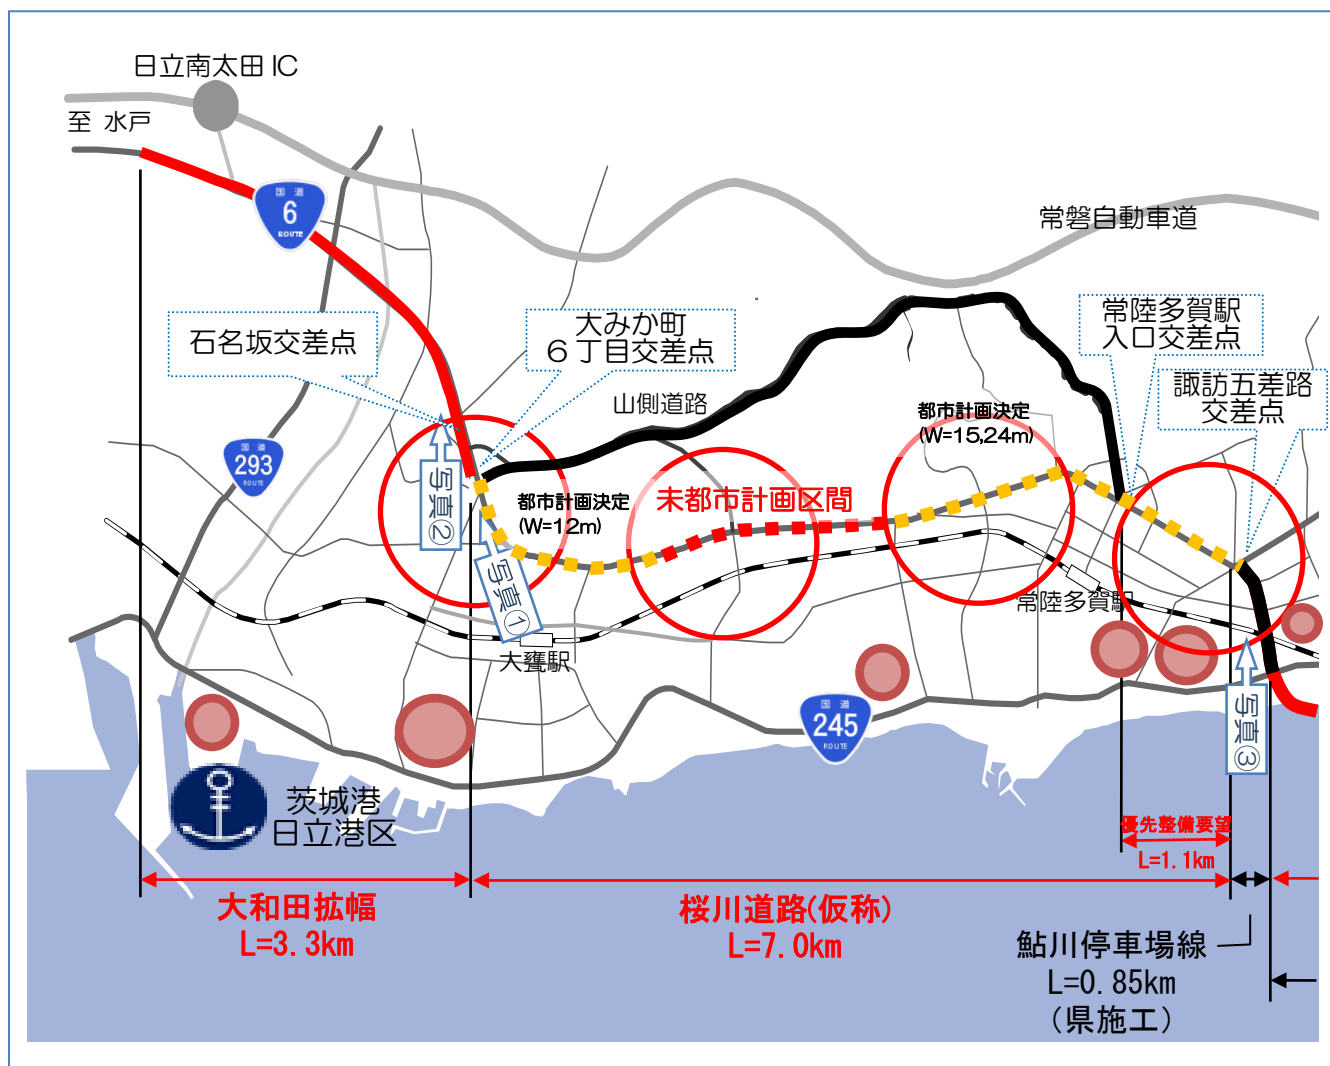 日立南太田 IC
至 水戸
国道
6
ROUTE
常磐自動車道
石名坂交差点
大みか町
6丁目交差点
常陸多賀駅
入口交差点
諏訪五差路
交差点
山側道路
都市計画決定
(W=15,24m)
国道
293
ROUTE
写真②
都市計画決定
(W=12m)
未都市計画区間
写真①
常陸多賀駅
大甕駅
国道
245
ROUTE
写真③
茨城港
日立港区
優先整備要望
L=1.1km
大和田拡幅
L=3.3km
桜川道路(仮称)
L=7.0km
鮎川停車場線
L=0.85km
(県施工)